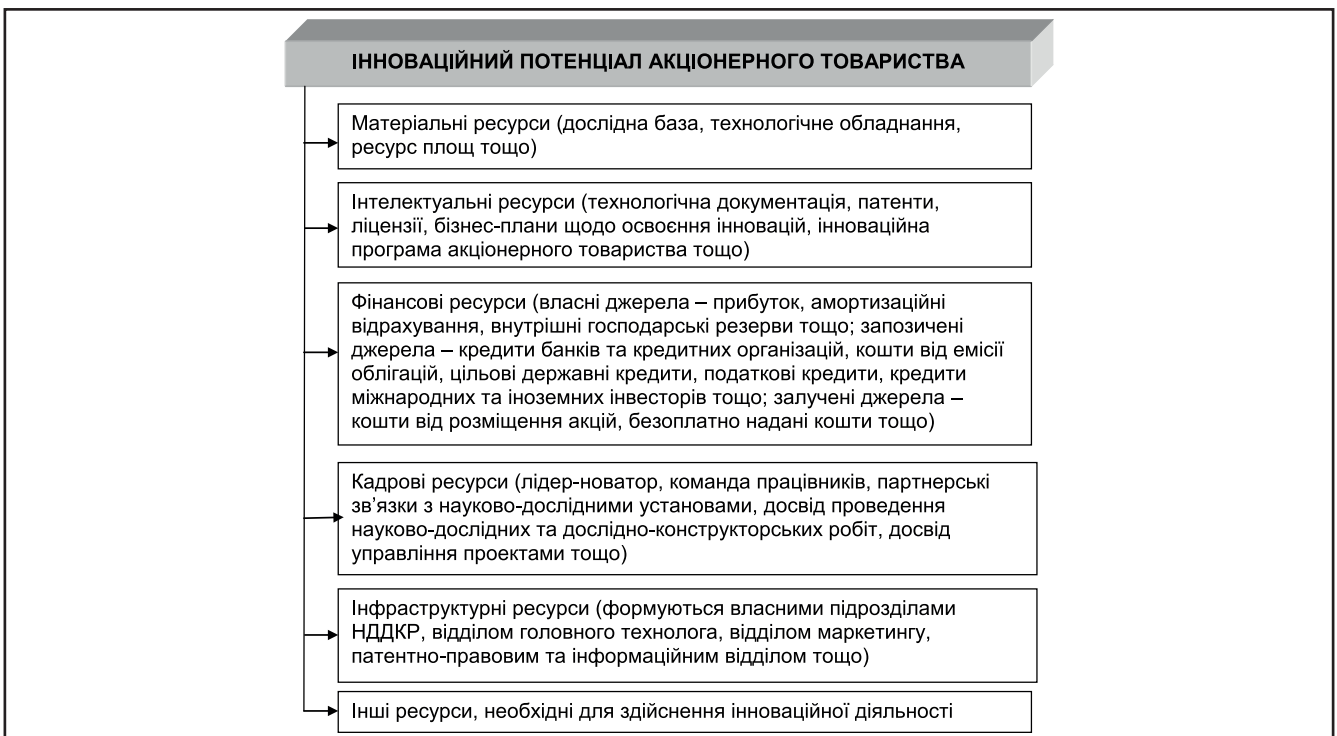 ІННОВАЦІЙНИЙ ПОТЕНЦІАЛ АКЦІОНЕРНОГО ТОВАРИСТВА
Матеріальні ресурси (дослідна база, технологічне обладнання,
ресурс площ тощо)
Інтелектуальні ресурси (технологічна документація, патенти,
ліцензії, бізнес-плани щодо освоєння інновацій, інноваційна
програма акціонерного товариства тощо)
Фінансові ресурси (власні джерела – прибуток, амортизаційні
відрахування, внутрішні господарські резерви тощо; запозичені
джерела – кредити банків та кредитних організацій, кошти від емісії
облігацій, цільові державні кредити, податкові кредити, кредити
міжнародних та іноземних інвесторів тощо; залучені джерела –
кошти від розміщення акцій, безоплатно надані кошти тощо)
Кадрові ресурси (лідер-новатор, команда працівників, партнерські
зв’язки з науково-дослідними установами, досвід проведення
науково-дослідних та дослідно-конструкторських робіт, досвід
управління проектами тощо)
Інфраструктурні ресурси (формуються власними підрозділами
НДДКР, відділом головного технолога, відділом маркетингу,
патентно-правовим та інформаційним відділом тощо)
Інші ресурси, необхідні для здійснення інноваційної діяльності